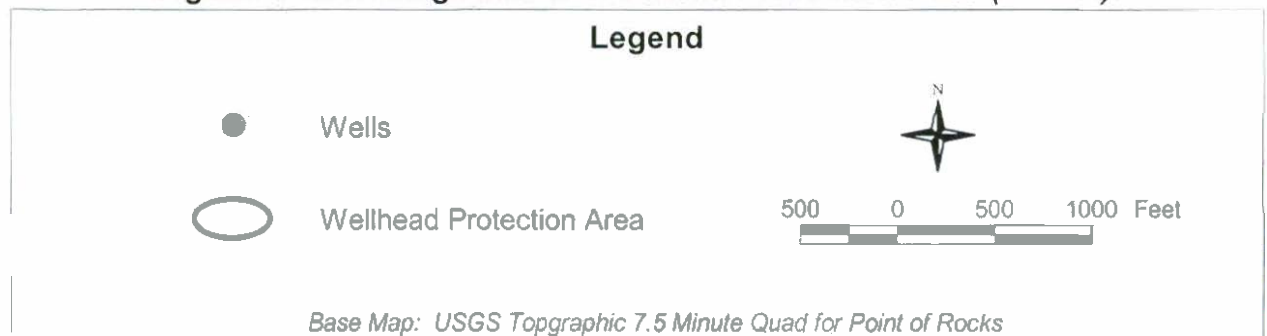 Legend
N
Wells
Wellhead Protection Area
500 0 500 1000 Feet
Base Map: USGS Topgraphic 7.5 Minute Quad for Point of Rocks